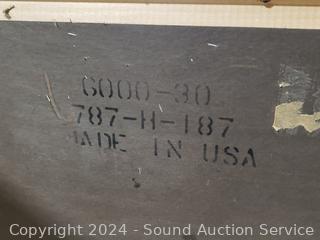 6000-30
787-H-187
MADE IN USA
Copyright 2024 - Sound Auction Service